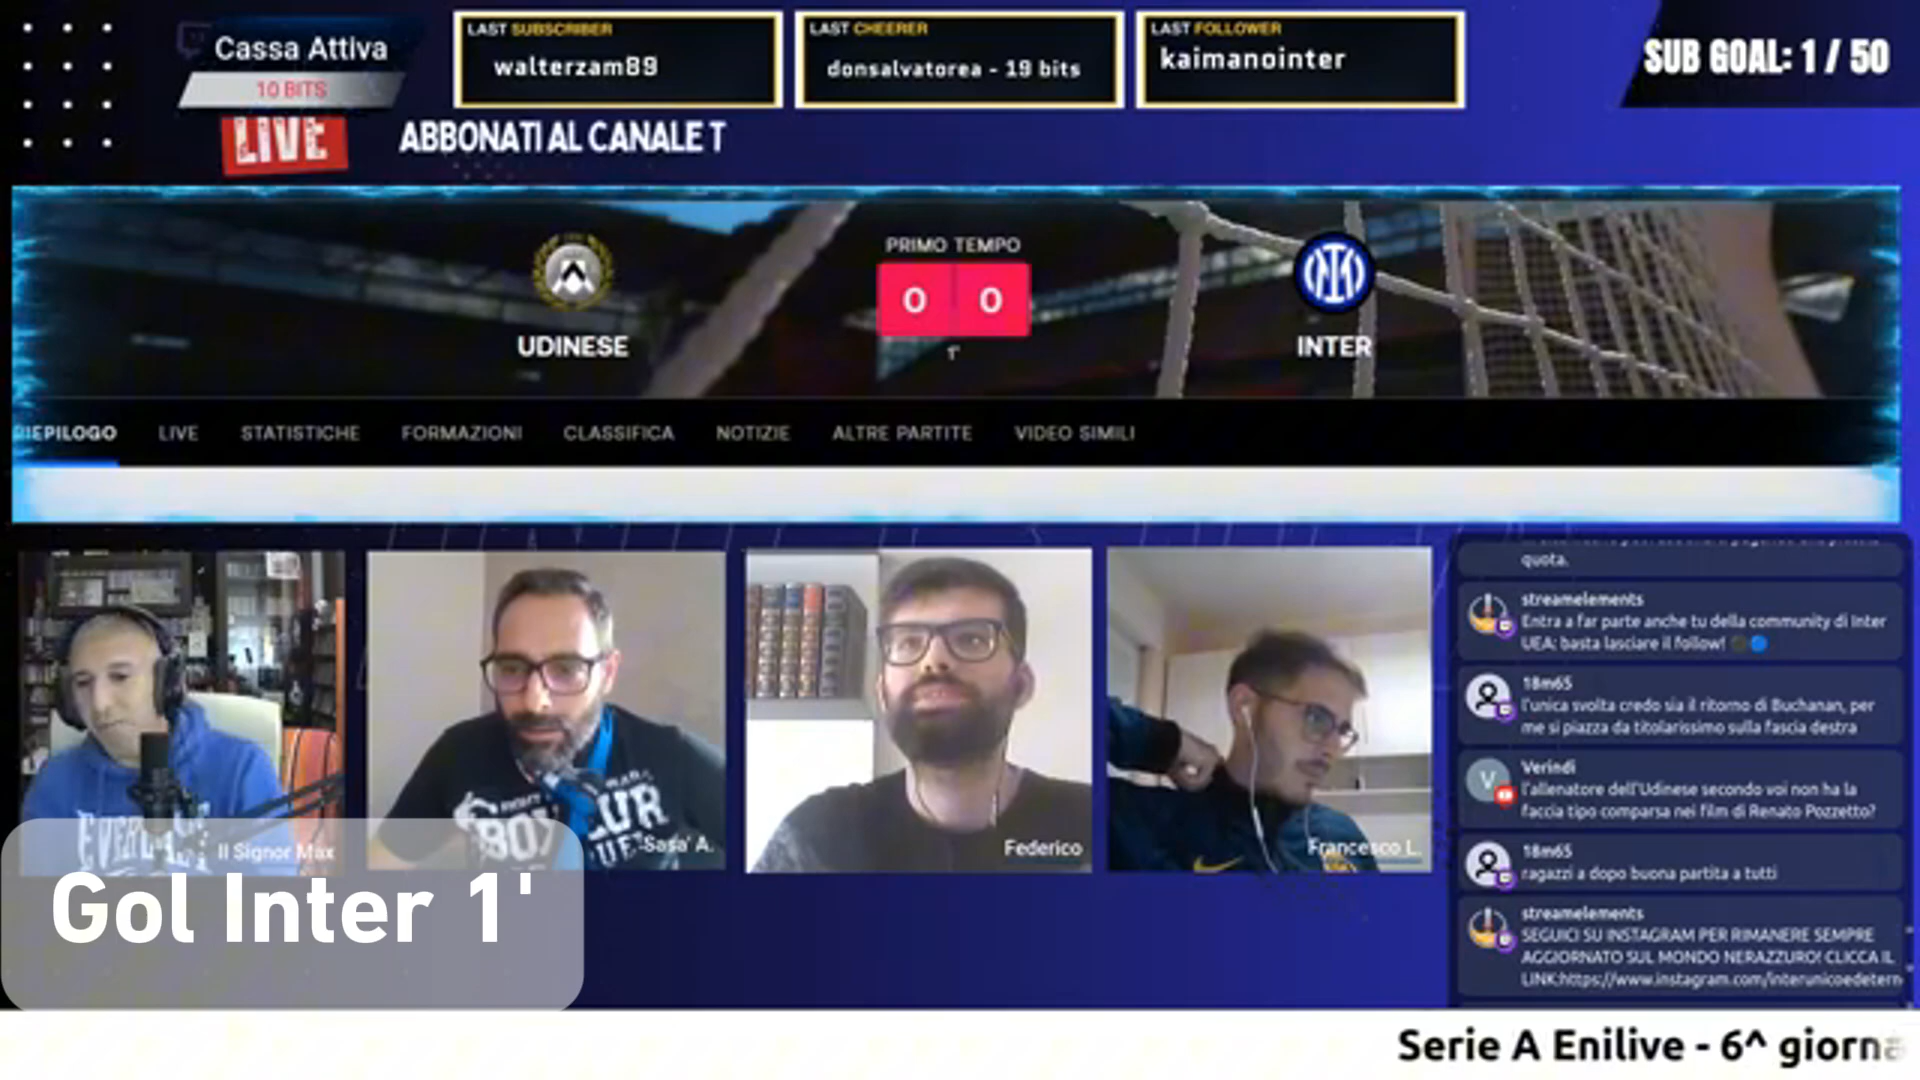 Cassa Attiva
10 BITS
LAST SUBSCRIBER
walterzam89
LAST CHEERER
donsalvatorea - 19 bits
LAST FOLLOWER
kaimanointer
SUB GOAL: 1 / 50
LIVE
ABBONATI AL CANALE T
PRIMO TEMPO
0 0
1'
UDINESE
INTER
RIEPILOGO LIVE STATISTICHE FORMAZIONI CLASSIFICA NOTIZIE ALTRE PARTITE VIDEO SIMILI
Il Signor Max
Sasa' A.
Federico
Francesco L.
quota.
streamelements
Entra a far parte anche tu della community di Inter
UEA: basta lasciare il follow! ⚫🔵
18m65
l'unica svolta credo sia il ritorno di Buchanan, per
me si piazza da titolarissimo sulla fascia destra
V
Verindi
l'allenatore dell'Udinese secondo voi non ha la
faccia tipo comparsa nei film di Renato Pozzetto?
18m65
ragazzi a dopo buona partita a tutti
streamelements
SEGUICI SU INSTAGRAM PER RIMANERE SEMPRE
AGGIORNATO SUL MONDO NERAZZURO! CLICCA IL
LINK:https://www.instagram.com/interunicoedetern
Gol Inter 1'
Serie A Enilive - 6^ giorna